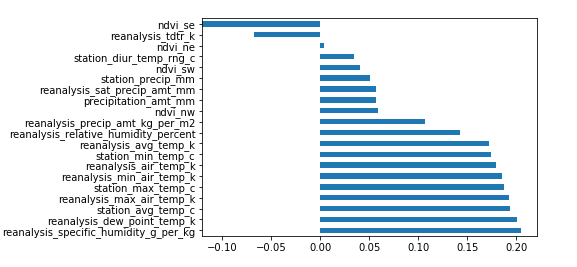 ndvi_se
reanalysis_tdtr_k
ndvi_ne
station_diur_temp_rng_c
ndvi_sw
station_precip_mm
reanalysis_sat_precip_amt_mm
precipitation_amt_mm
ndvi_nw
reanalysis_precip_amt_kg_per_m2
reanalysis_relative_humidity_percent
reanalysis_avg_temp_k
station_min_temp_c
reanalysis_air_temp_k
reanalysis_min_air_temp_k
station_max_temp_c
reanalysis_max_air_temp_k
station_avg_temp_c
reanalysis_dew_point_temp_k
reanalysis_specific_humidity_g_per_kg
−0.10 −0.05 0.00 0.05 0.10 0.15 0.20